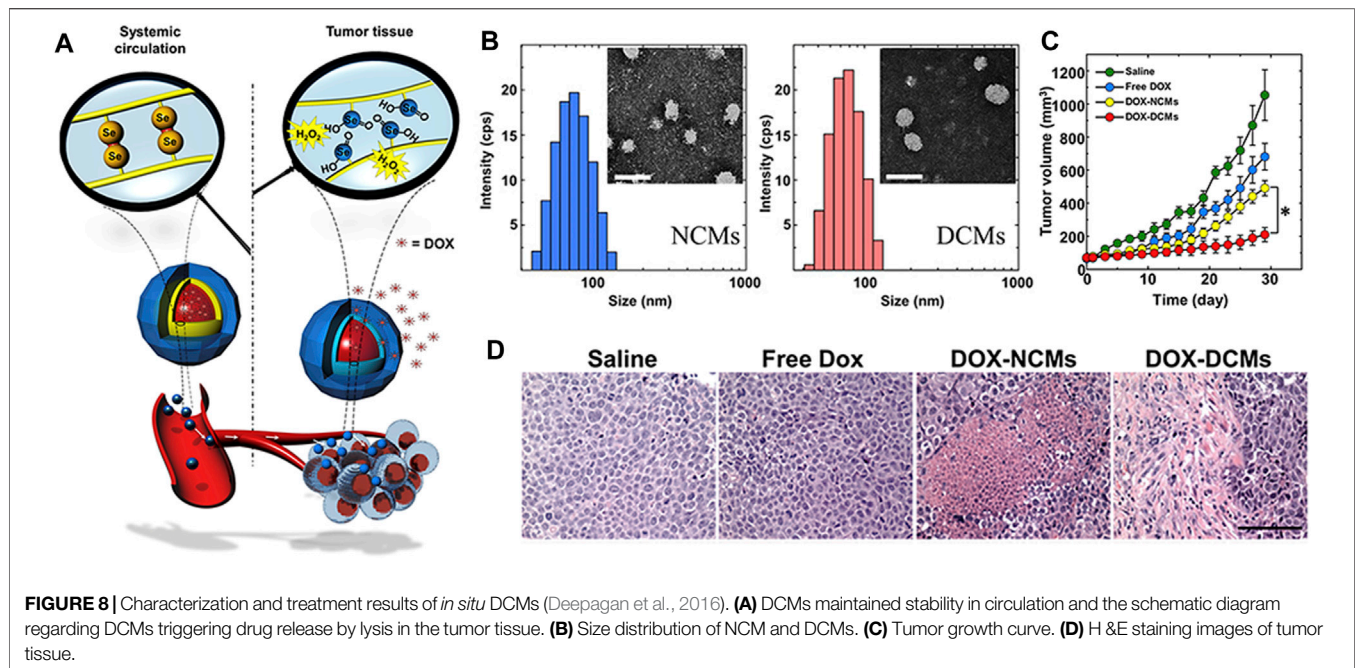 A
Systemic
circulation
Tumor tissue
Se
Se
Se
Se
H₂O₂
H₂O₂
HO
Se
O
O
HO
Se
O
Se
OH
O
Se
HO
= DOX
B
Intensity (cps)
20
15
10
5
NCMs
100
1000
Size (nm)
Intensity (cps)
20
15
10
5
DCMs
100
1000
Size (nm)
C
Tumor volume (mm³)
1200
1000
800
600
400
200
0
Saline
Free DOX
DOX-NCMs
DOX-DCMs
*
0
10
20
30
Time (day)
D
Saline
Free Dox
DOX-NCMs
DOX-DCMs
FIGURE 8 | Characterization and treatment results of in situ DCMs (Deepagan et al., 2016). (A) DCMs maintained stability in circulation and the schematic diagram
regarding DCMs triggering drug release by lysis in the tumor tissue. (B) Size distribution of NCM and DCMs. (C) Tumor growth curve. (D) H &E staining images of tumor
tissue.